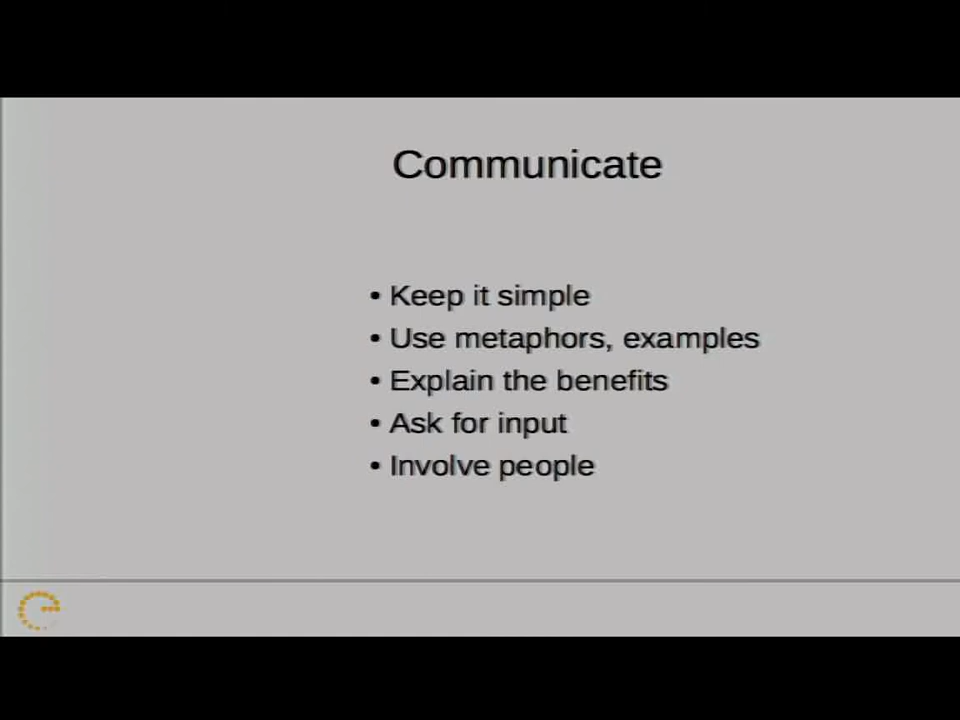 Communicate
• Keep it simple
• Use metaphors, examples
• Explain the benefits
• Ask for input
• Involve people